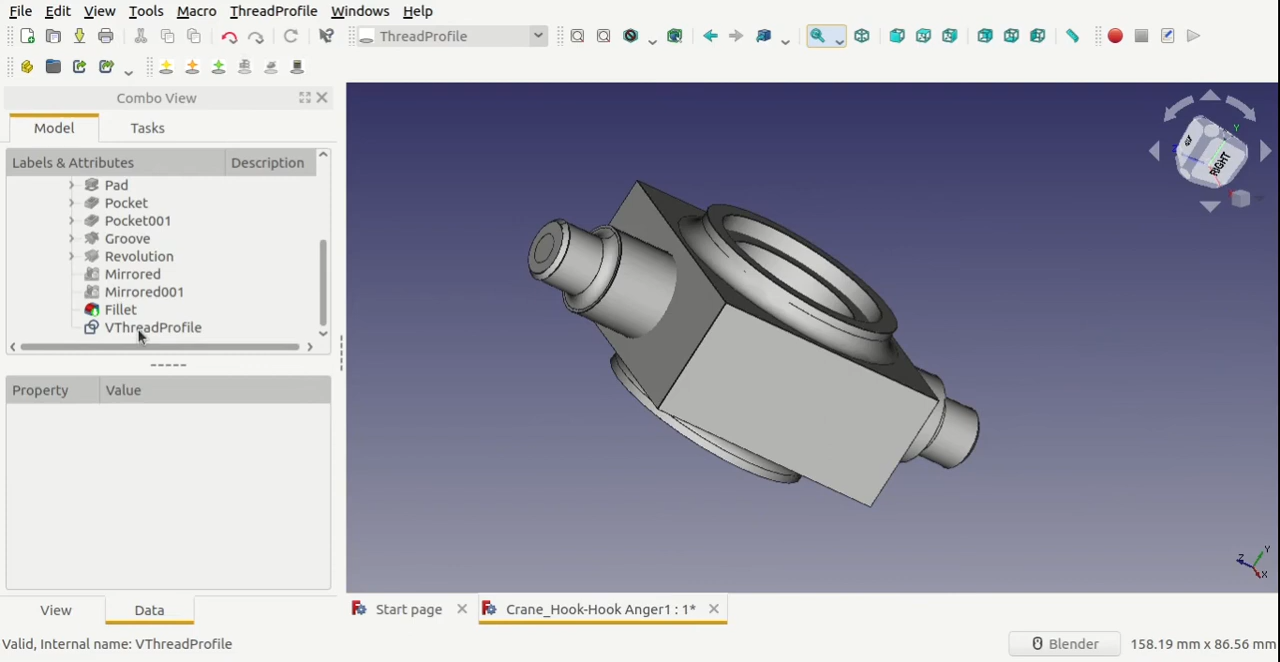 File Edit View Tools Macro ThreadProfile Windows Help
ThreadProfile
Combo View
Model Tasks
Labels & Attributes Description
Pad
Pocket
Pocket001
Groove
Revolution
Mirrored
Mirrored001
Fillet
VThreadProfile
Property Value
View Data
Start page Crane_Hook-Hook Anger1 : 1*
Valid, Internal name: VThreadProfile Blender 158.19 mm x 86.56 mm
RIGHT
Y
Z
Y
Z
X